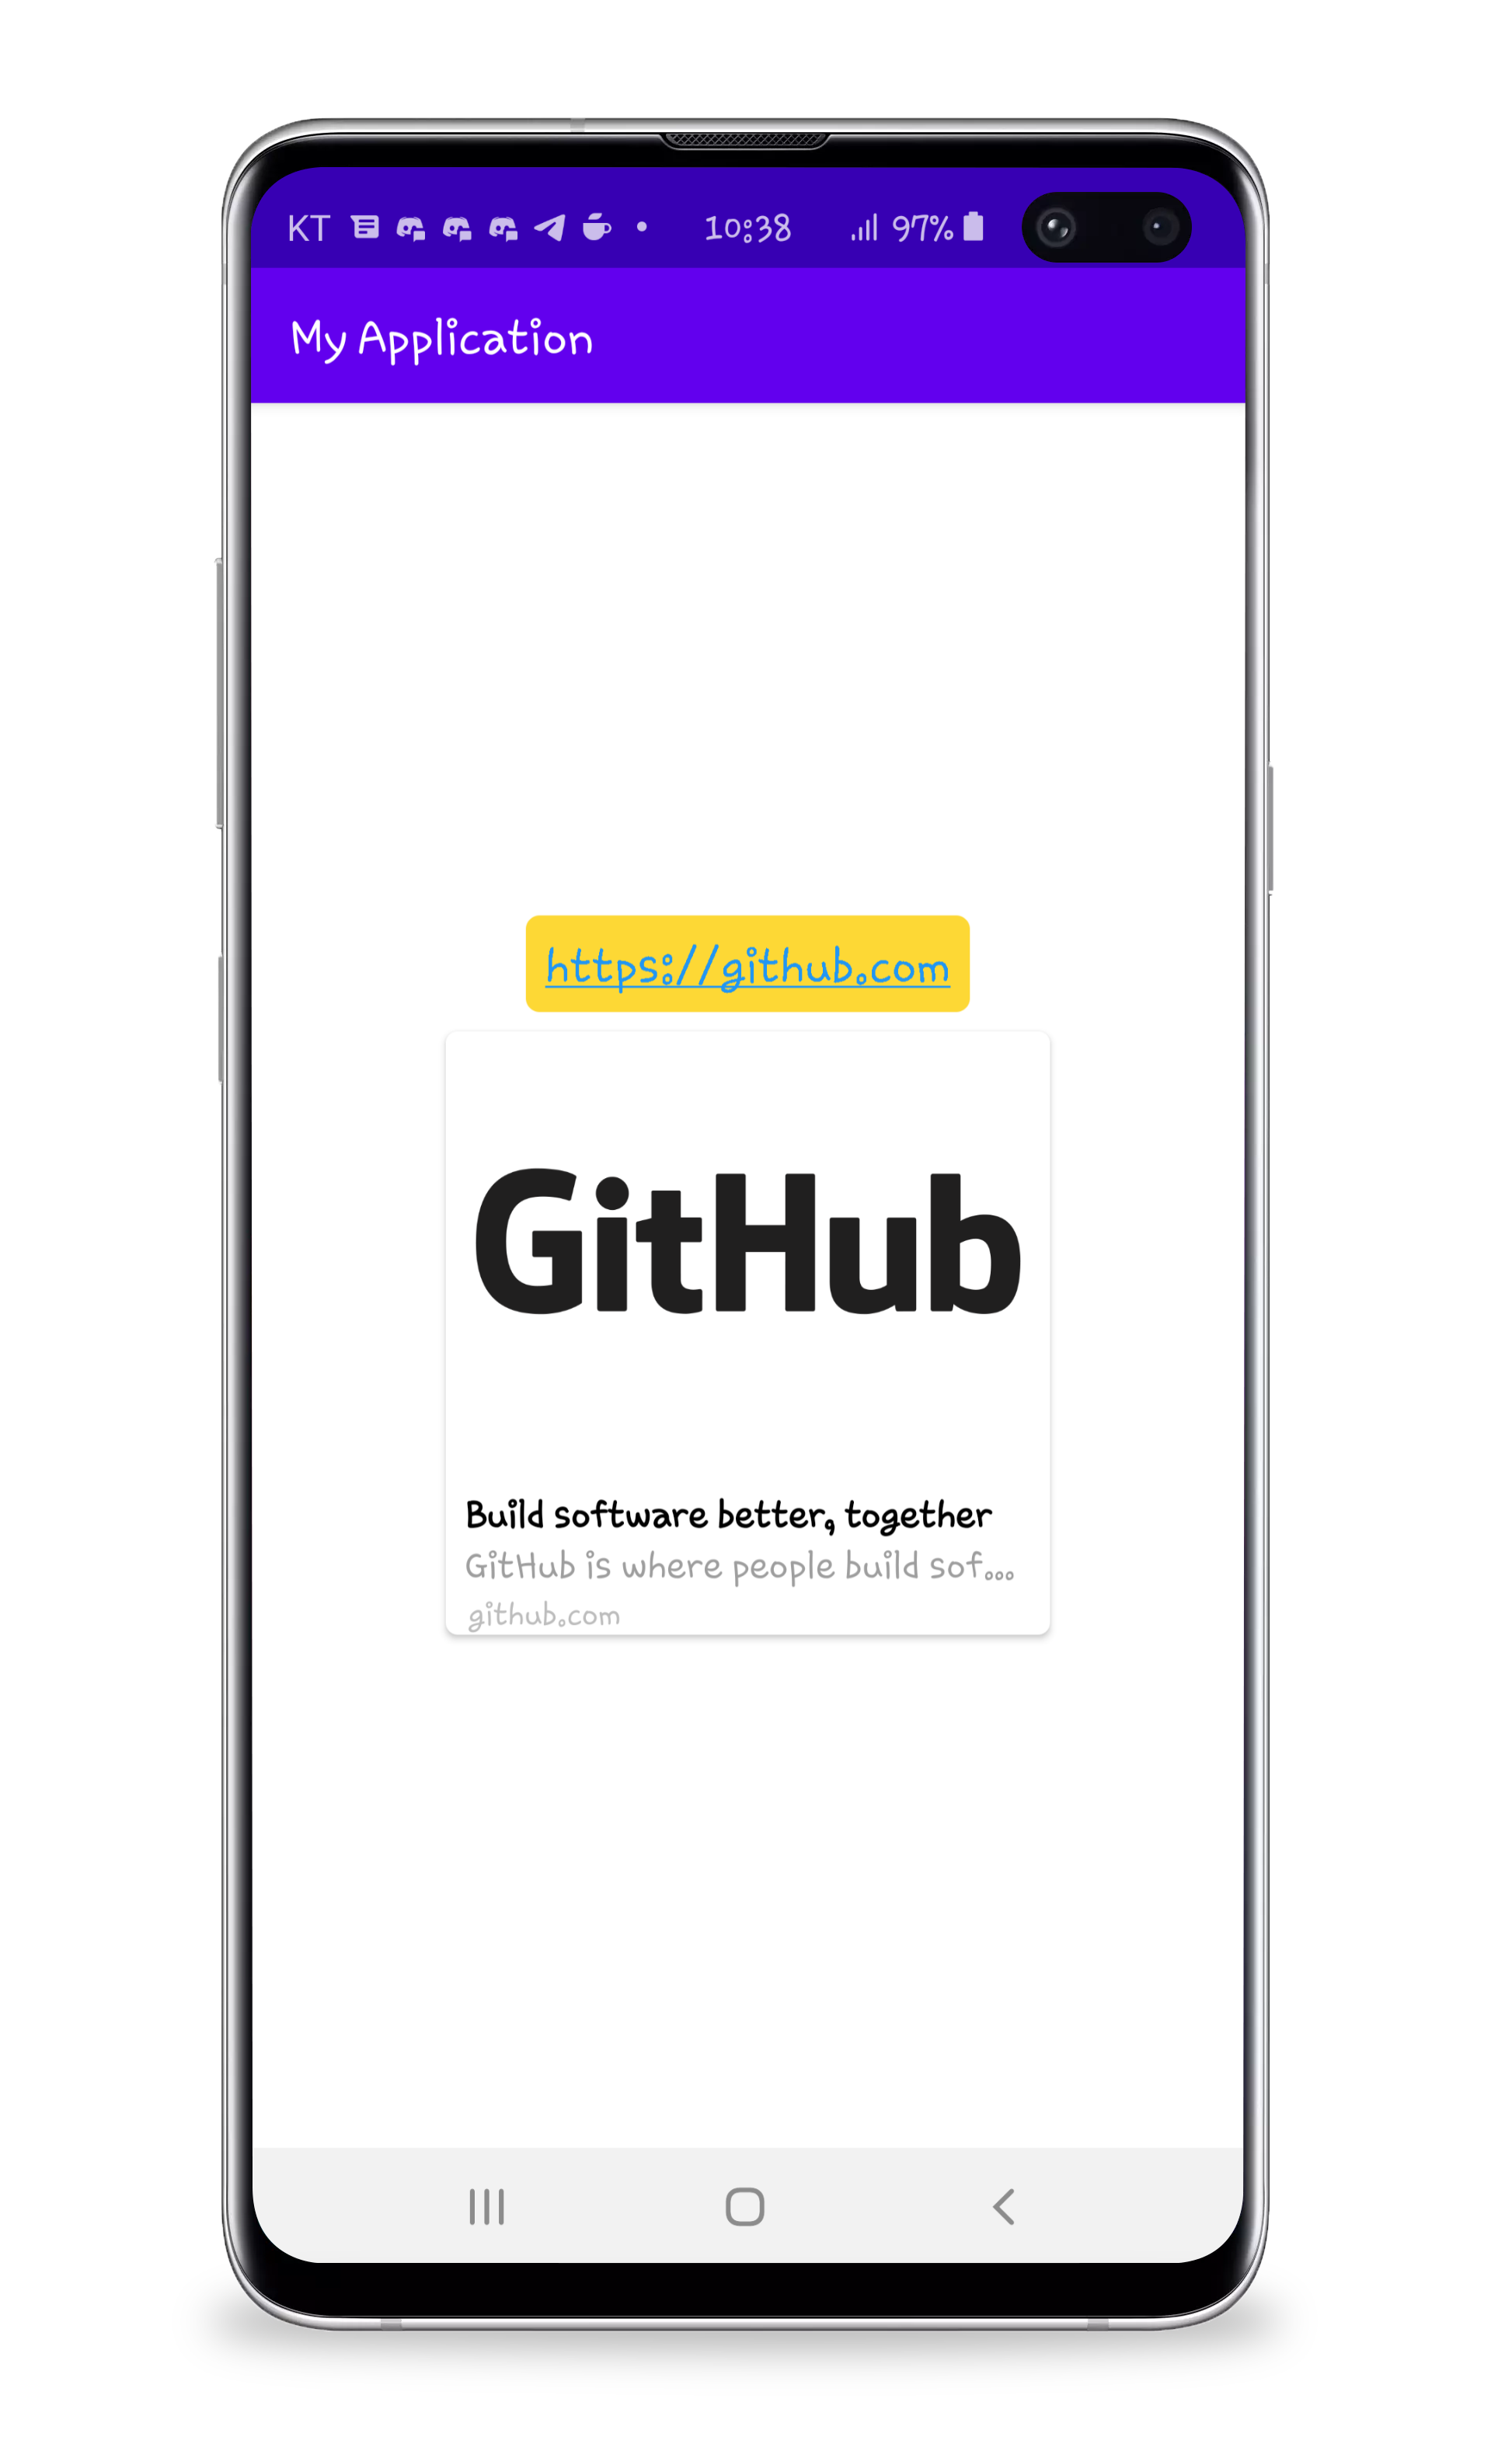 KT 10:38 97%
My Application
https://github.com
GitHub
Build software better, together
GitHub is where people build sof...
github.com